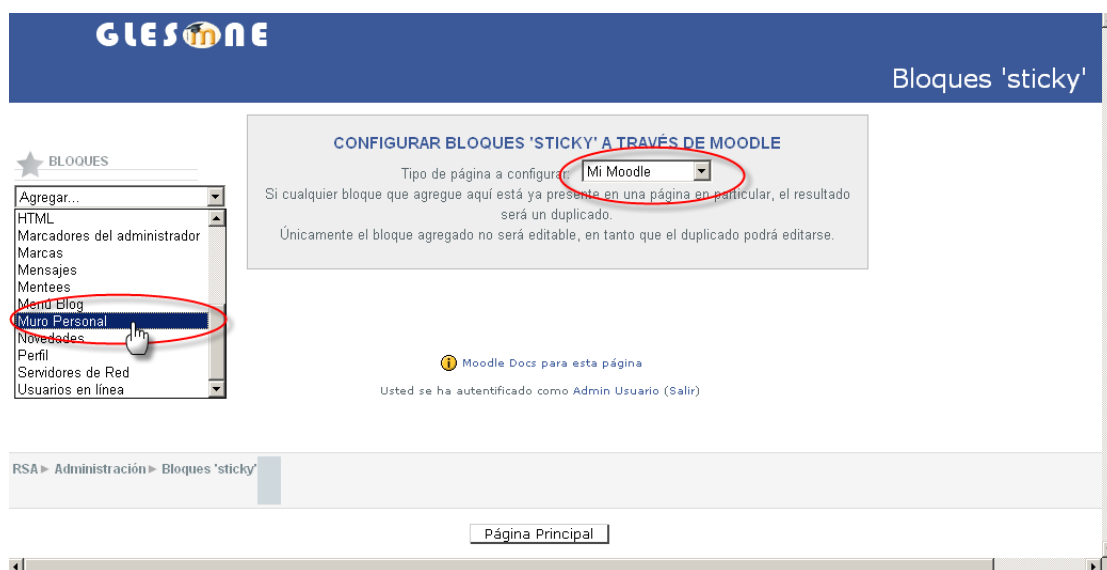 GLESONE
Bloques 'sticky'
BLOQUES
Agregar...
HTML
Marcadores del administrador
Marcas
Mensajes
Mentees
Menú Blog
Muro Personal
Novedades
Perfil
Servidores de Red
Usuarios en línea
CONFIGURAR BLOQUES 'STICKY' A TRAVÉS DE MOODLE
Tipo de página a configurar: Mi Moodle
Si cualquier bloque que agregue aquí está ya presente en una página en particular, el resultado
será un duplicado.
Únicamente el bloque agregado no será editable, en tanto que el duplicado podrá editarse.
Moodle Docs para esta página
Usted se ha autentificado como Admin Usuario (Salir)
RSA ► Administración ► Bloques 'sticky'
Página Principal